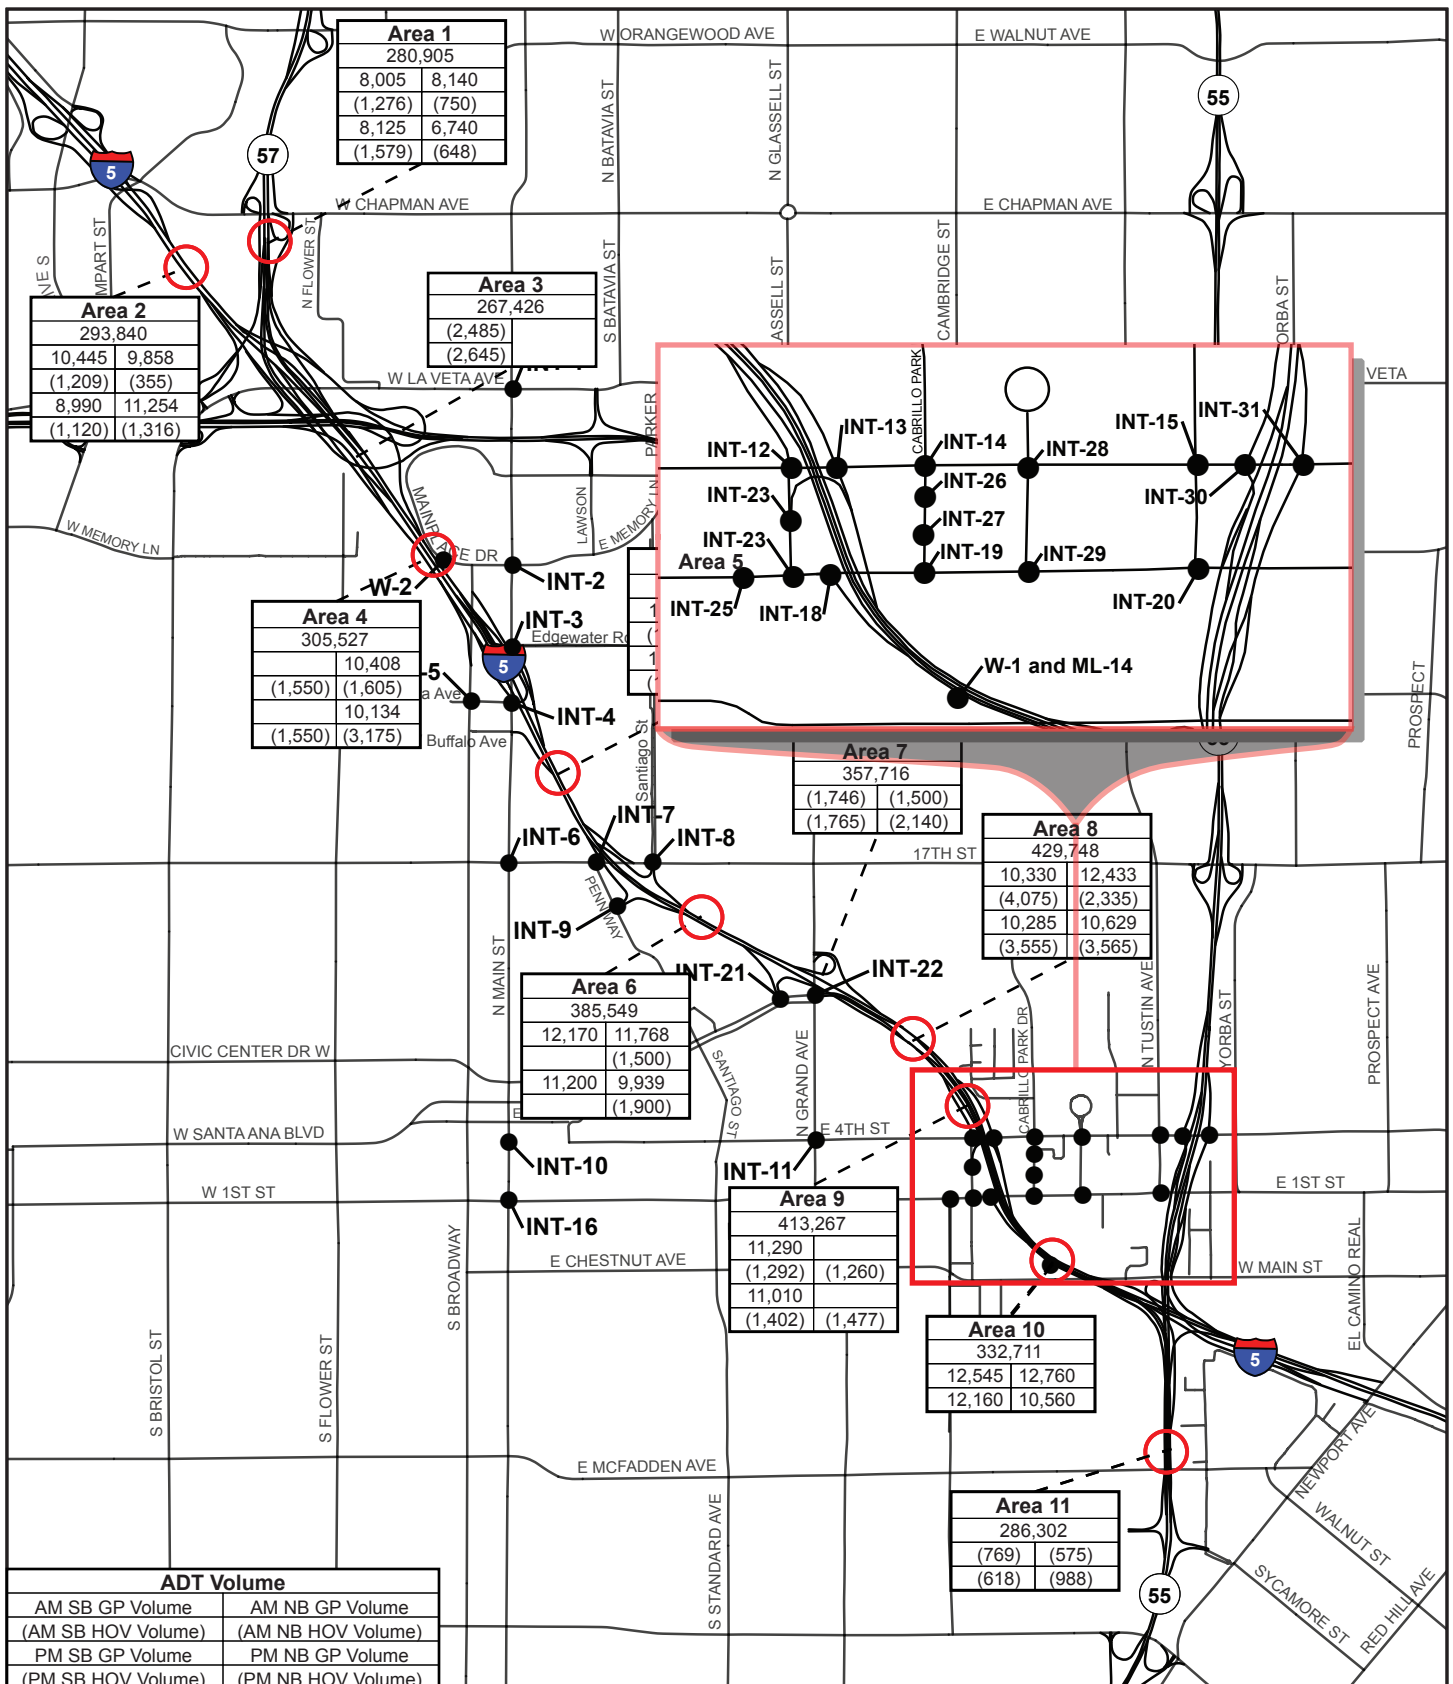 W ORANGEWOOD AVE
E WALNUT AVE
55
Area 1
280,905
8,005 8,140
(1,276) (750)
8,125 6,740
(1,579) (648)
57
5
N BATAVIA ST
N GLASSELL ST
W CHAPMAN AVE
E CHAPMAN AVE
N FLOWER ST
S BATAVIA ST
CAMBRIDGE ST
Area 2
293,840
10,445 9,858
(1,209) (355)
8,990 11,254
(1,120) (1,316)
Area 3
267,426
(2,485)
(2,645)
W LA VETA AVE
VETA
PARKER
CABRILLO PARK
INT-12
INT-13
INT-14
INT-28
INT-15
INT-31
INT-23
INT-26
INT-30
INT-27
INT-23
INT-19
INT-29
Area 5
INT-25
INT-18
INT-20
W-1 and ML-14
W MEMORY LN
LAWSON
E MEMORY LN
W-2
INT-2
INT-3
Edgewater
5
Area 4
305,527
10,408
(1,550) (1,605)
10,134
(1,550) (3,175)
-5
a Ave
INT-4
Buffalo Ave
Santiago St
PROSPECT
Area 7
357,716
(1,746) (1,500)
(1,765) (2,140)
INT-6
INT-7
INT-8
17TH ST
Area 8
429,748
10,330 12,433
(4,075) (2,335)
10,285 10,629
(3,555) (3,565)
PENN WAY
INT-9
INT-21
INT-22
N MAIN ST
Area 6
385,549
12,170 11,768
(1,500)
11,200 9,939
(1,900)
CIVIC CENTER DR W
SANTIAGO ST
N GRAND AVE
CABRILLO PARK DR
N TUSTIN AVE
YORBA ST
PROSPECT AVE
W SANTA ANA BLVD
E 4TH ST
INT-10
INT-11
W 1ST ST
E 1ST ST
INT-16
Area 9
413,267
11,290
(1,292) (1,260)
11,010
(1,402) (1,477)
E CHESTNUT AVE
W MAIN ST
S BROADWAY
EL CAMINO REAL
Area 10
332,711
12,545 12,760
12,160 10,560
5
S BRISTOL ST
S FLOWER ST
E MCFADDEN AVE
NEWPORT AVE
S STANDARD AVE
Area 11
286,302
(769) (575)
(618) (988)
WALNUT ST
SYCAMORE ST
RED HILL AVE
55
ADT Volume
AM SB GP Volume AM NB GP Volume
(AM SB HOV Volume) (AM NB HOV Volume)
PM SB GP Volume PM NB GP Volume
(PM SB HOV Volume) (PM NB HOV Volume)